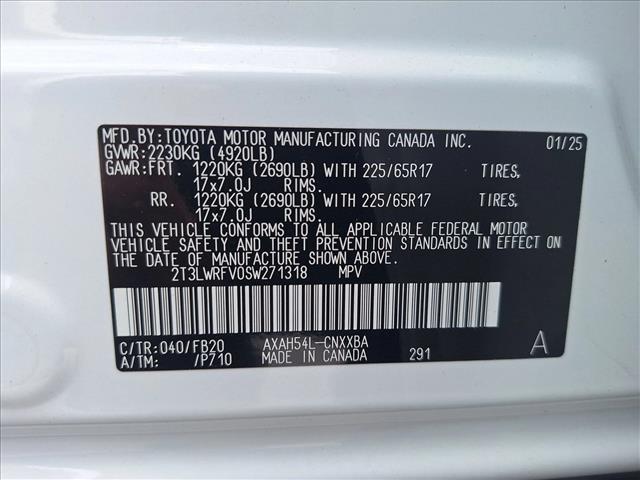 MFD. BY: TOYOTA MOTOR MANUFACTURING CANADA INC. 01/25
GVWR: 2230KG (4920LB)
GAWR: FRT. 1220KG (2690LB) WITH 225/65R17 TIRES,
17x7.0J RIMS.
RR. 1220KG (2690LB) WITH 225/65R17 TIRES,
17x7.0J RIMS.
THIS VEHICLE CONFORMS TO ALL APPLICABLE FEDERAL MOTOR
VEHICLE SAFETY AND THEFT PREVENTION STANDARDS IN EFFECT ON
THE DATE OF MANUFACTURE SHOWN ABOVE.
2T3LWRFV0SW271318 MPV
C/TR: 040/FB20 AXAH54L-CNXXBA A
A/TM: /P710 MADE IN CANADA 291